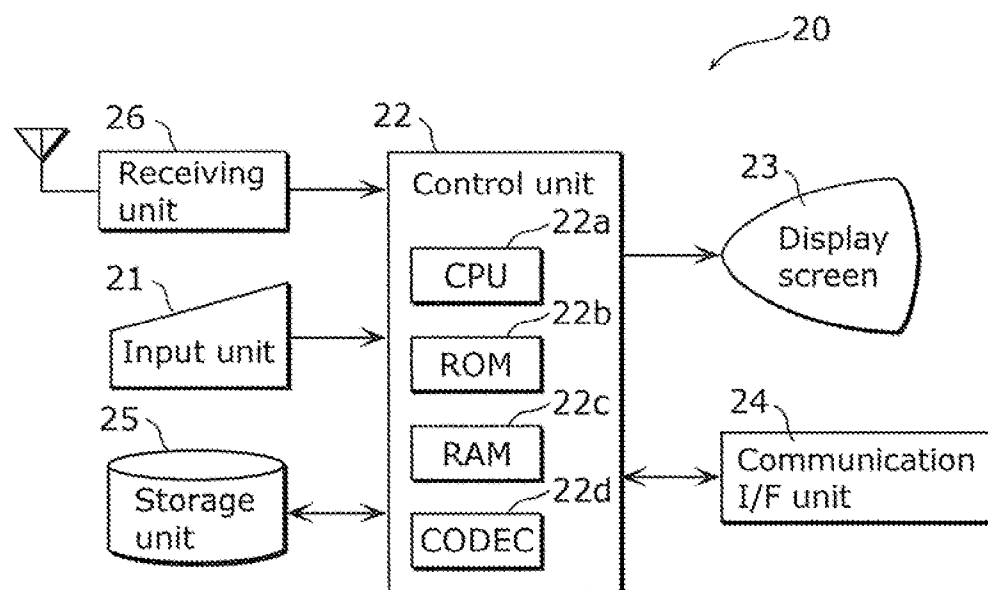 20
26
Receiving
unit
22
Control unit
22a
CPU
22b
ROM
22c
RAM
22d
CODEC
21
Input unit
25
Storage
unit
23
Display
screen
24
Communication
I/F unit